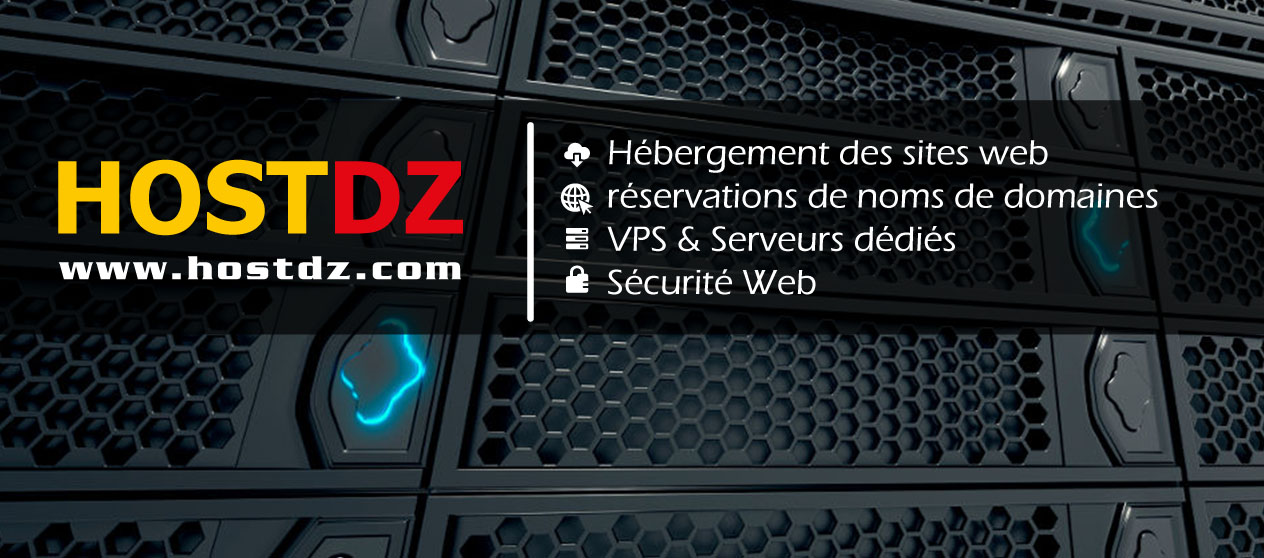 HOSTDZ
www.hostdz.com
Hébergement des sites web
réservations de noms de domaines
VPS & Serveurs dédiés
Sécurité Web